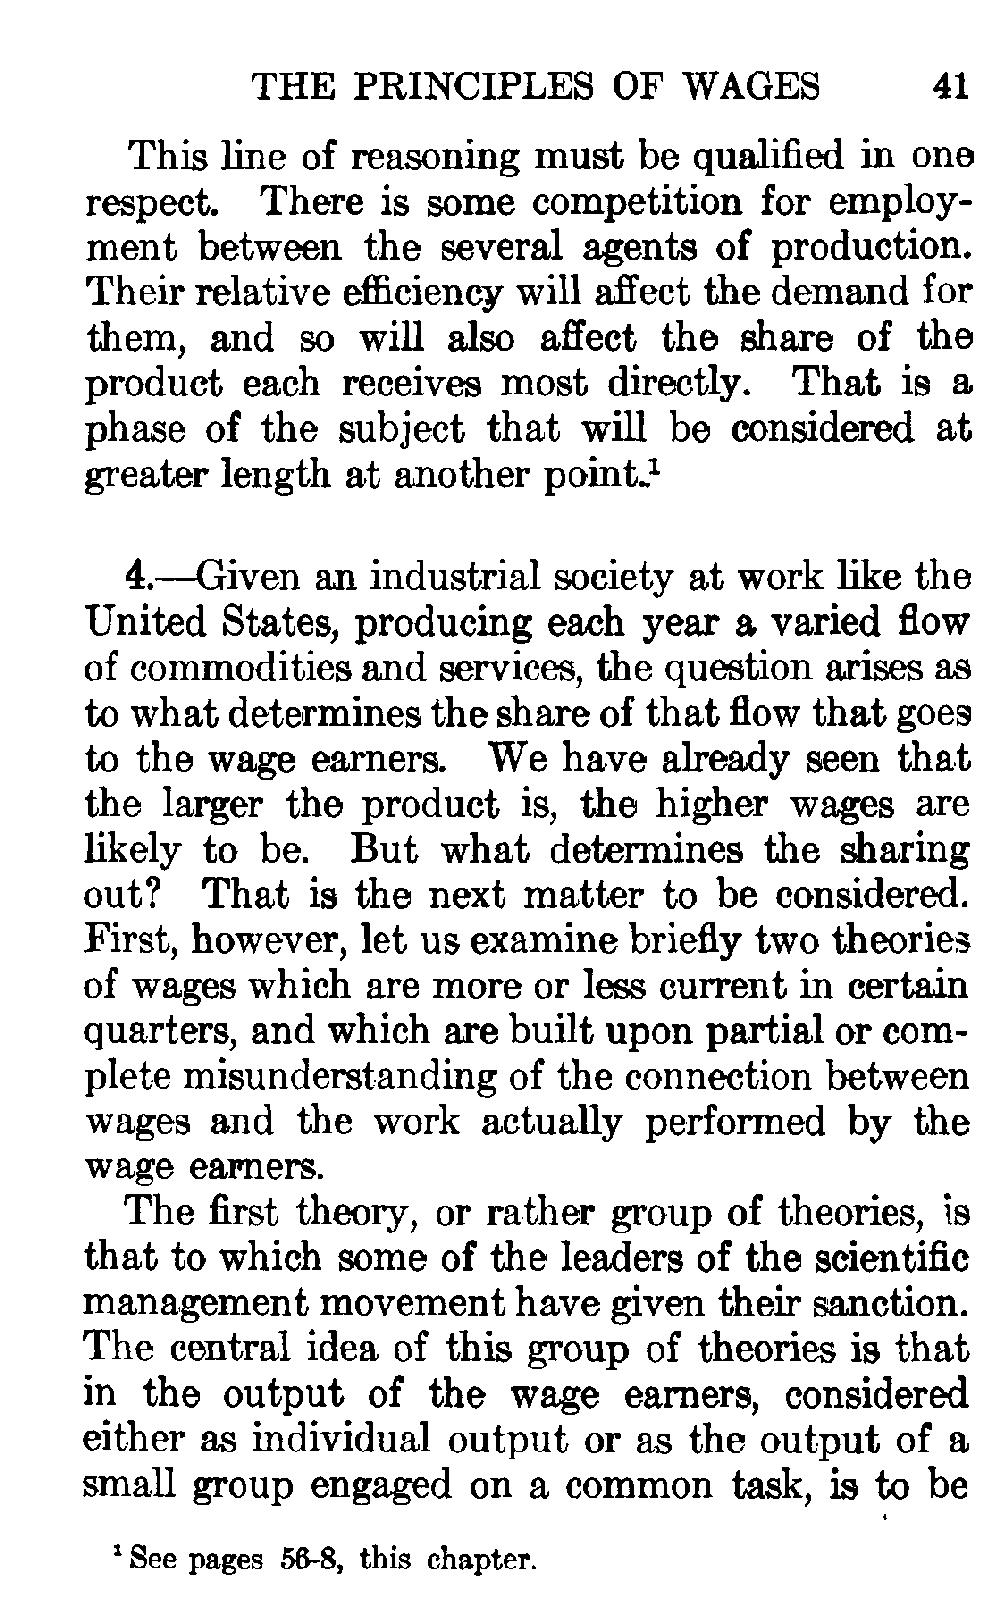 THE PRINCIPLES OF WAGES 41
This line of reasoning must be qualified in one
respect. There is some competition for employ-
ment between the several agents of production.
Their relative efficiency will affect the demand for
them, and so will also affect the share of the
product each receives most directly. That is a
phase of the subject that will be considered at
greater length at another point.¹
4.—Given an industrial society at work like the
United States, producing each year a varied flow
of commodities and services, the question arises as
to what determines the share of that flow that goes
to the wage earners. We have already seen that
the larger the product is, the higher wages are
likely to be. But what determines the sharing
out? That is the next matter to be considered.
First, however, let us examine briefly two theories
of wages which are more or less current in certain
quarters, and which are built upon partial or com-
plete misunderstanding of the connection between
wages and the work actually performed by the
wage earners.
The first theory, or rather group of theories, is
that to which some of the leaders of the scientific
management movement have given their sanction.
The central idea of this group of theories is that
in the output of the wage earners, considered
either as individual output or as the output of a
small group engaged on a common task, is to be
¹ See pages 56-8, this chapter.